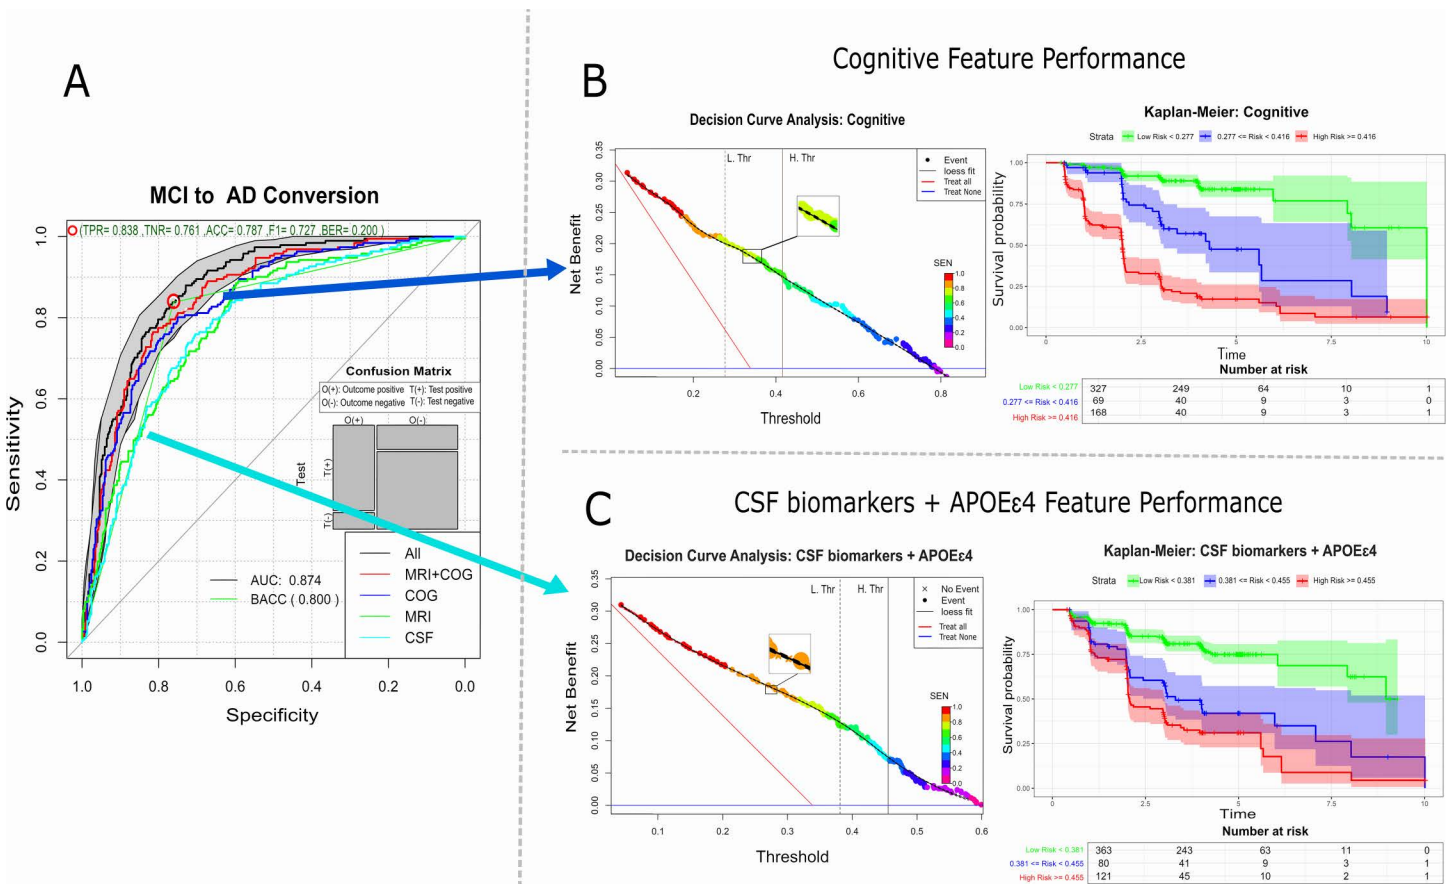 A
MCI to AD Conversion
(TPR= 0.838 ,TNR= 0.761 ,ACC= 0.787 ,F1= 0.727 ,BER= 0.200 )
Sensitivity
1.0
0.8
0.6
0.4
0.2
0.0
Confusion Matrix
O(+): Outcome positive T(+): Test positive
O(-): Outcome negative T(-): Test negative
O(+) O(-)
Test
T(+)
T(-)
AUC: 0.874
BACC ( 0.800 )
All
MRI+COG
COG
MRI
CSF
1.0 0.8 0.6 0.4 0.2 0.0
Specificity
Cognitive Feature Performance
B
Decision Curve Analysis: Cognitive
L. Thr H. Thr
Event
loess fit
Treat all
Treat None
Net Benefit
0.35
0.30
0.25
0.20
0.15
0.10
0.05
0.00
SEN
1.0
0.8
0.6
0.4
0.2
0.0
0.2 0.4 0.6 0.8
Threshold
Kaplan-Meier: Cognitive
Strata Low Risk < 0.277 0.277 <= Risk < 0.416 High Risk >= 0.416
Survival probability
1.00
0.75
0.50
0.25
0.00
0 2.5 5.0 7.5 10.0
Time
Number at risk
Low Risk < 0.277 327 249 64 10 1
0.277 <= Risk < 0.416 69 40 9 3 0
High Risk >= 0.416 168 40 9 3 1
CSF biomarkers + APOEε4 Feature Performance
C
Decision Curve Analysis: CSF biomarkers + APOEε4
L. Thr H. Thr
No Event
Event
loess fit
Treat all
Treat None
Net Benefit
0.35
0.30
0.25
0.20
0.15
0.10
0.05
0.00
SEN
1.0
0.8
0.6
0.4
0.2
0.0
0.1 0.2 0.3 0.4 0.5 0.6
Threshold
Kaplan-Meier: CSF biomarkers + APOEε4
Strata Low Risk < 0.381 0.381 <= Risk < 0.455 High Risk >= 0.455
Survival probability
1.00
0.75
0.50
0.25
0.00
0 2.5 5 7.5 10
Time
Number at risk
Low Risk < 0.381 363 243 63 11 0
0.381 <= Risk < 0.455 80 41 9 3 1
High Risk >= 0.455 121 45 10 2 1